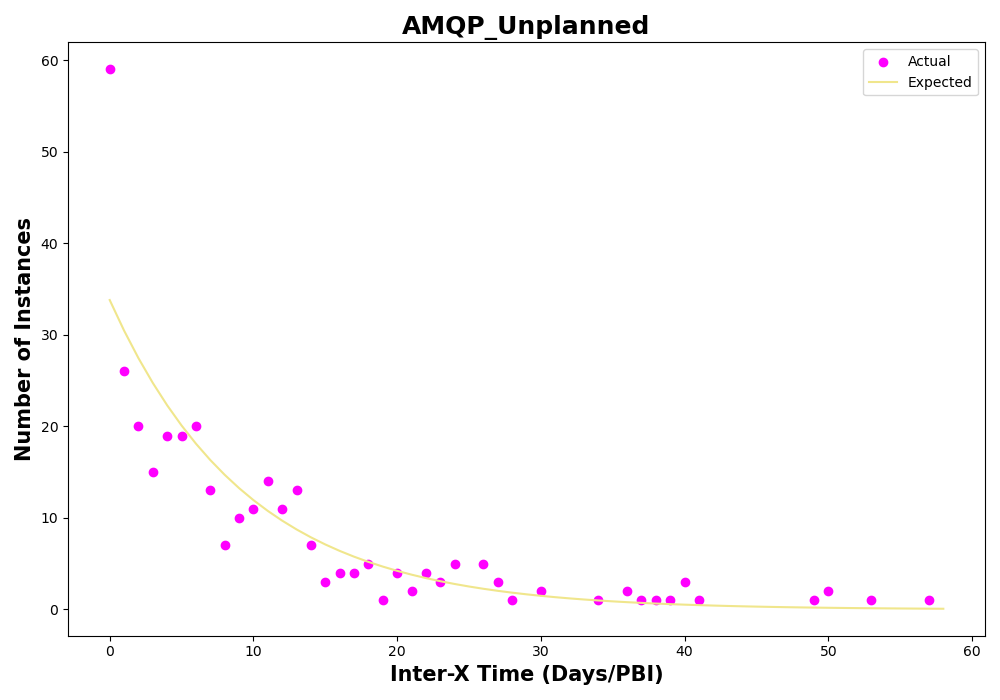 AMQP_Unplanned
Actual
Expected
Number of Instances
60
50
40
30
20
10
0
0 10 20 30 40 50 60
Inter-X Time (Days/PBI)